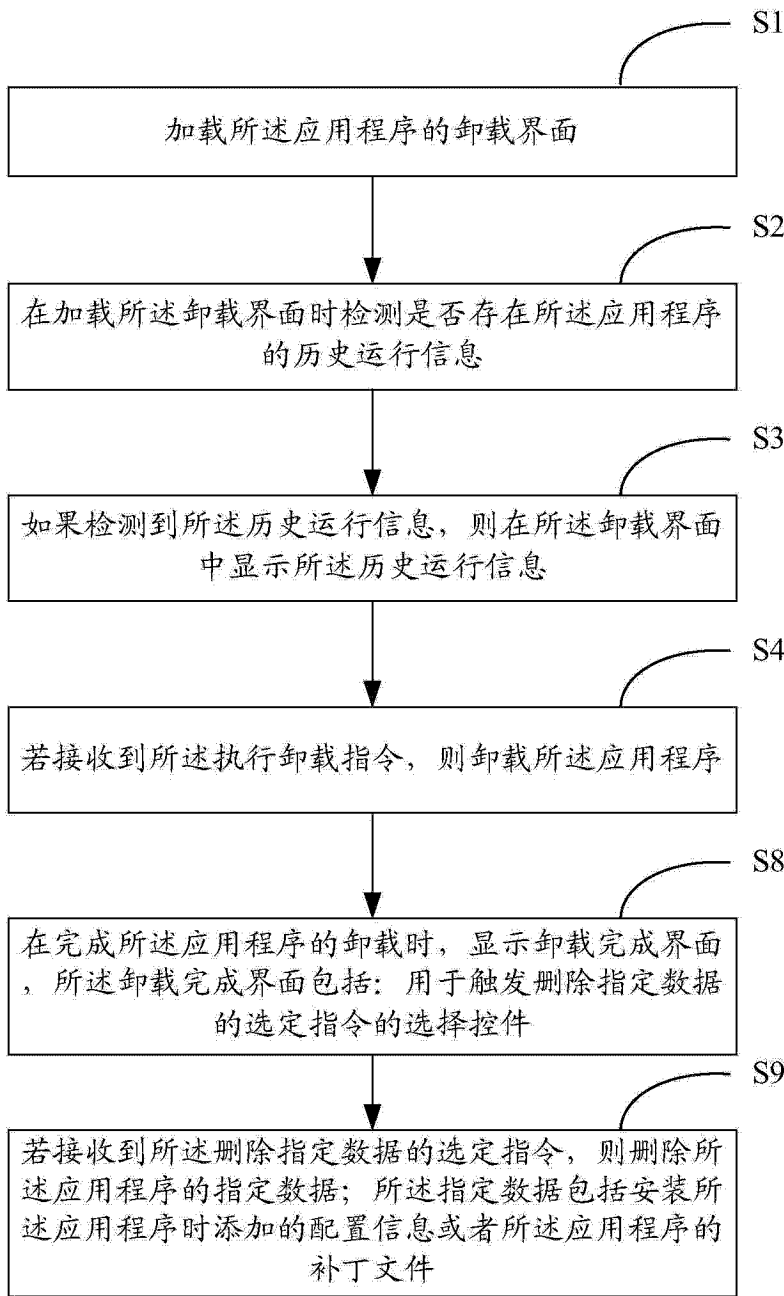 S1
加载所述应用程序的卸载界面
S2
在加载所述卸载界面时检测是否存在所述应用程序
的历史运行信息
S3
如果检测到所述历史运行信息，则在所述卸载界面
中显示所述历史运行信息
S4
若接收到所述执行卸载指令，则卸载所述应用程序
S8
在完成所述应用程序的卸载时，显示卸载完成界面
，所述卸载完成界面包括：用于触发删除指定数据
的选定指令的选择控件
S9
若接收到所述删除指定数据的选定指令，则删除所
述应用程序的指定数据；所述指定数据包括安装所
述应用程序时添加的配置信息或者所述应用程序的
补丁文件